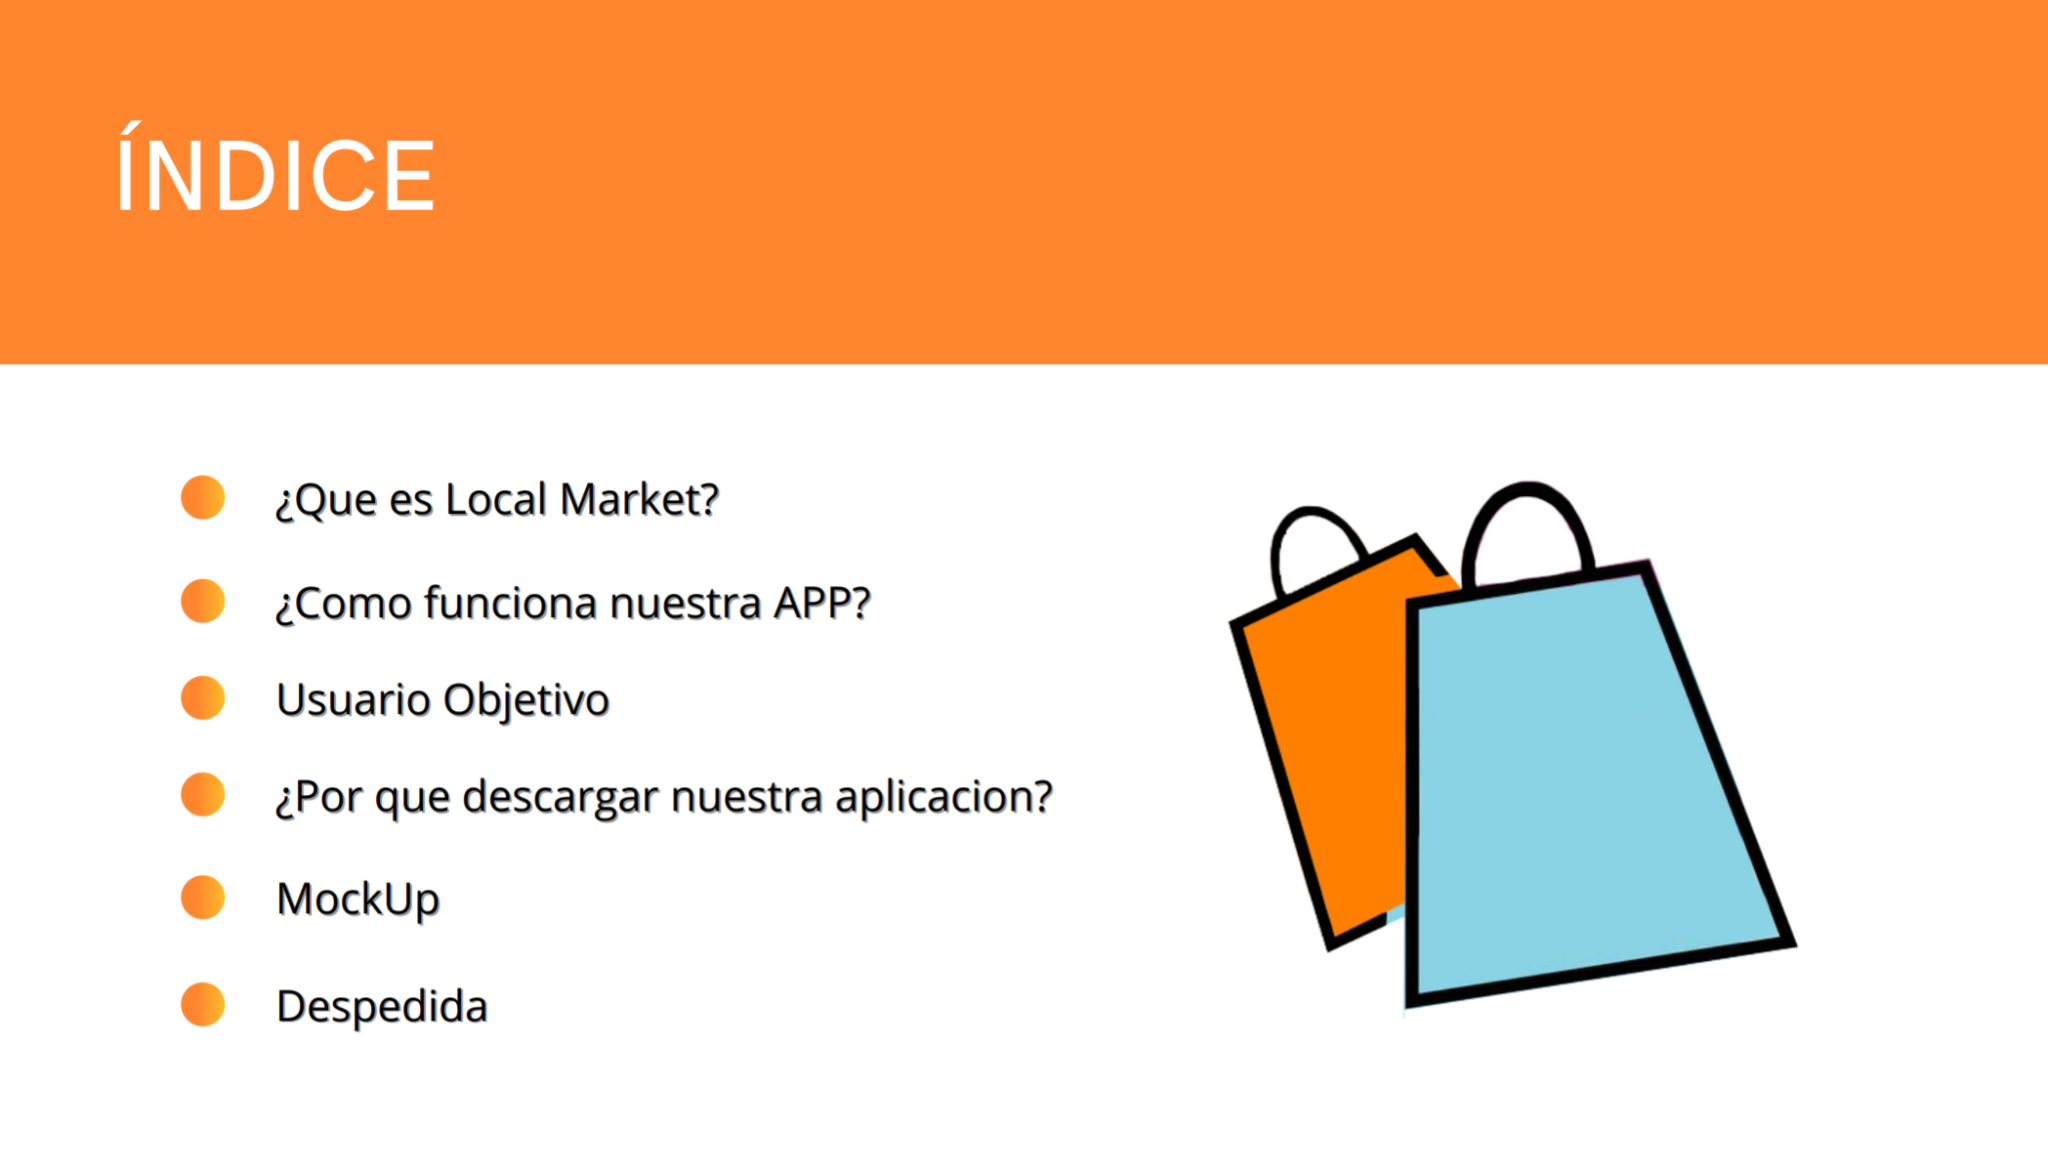 ÍNDICE
¿Que es Local Market?
¿Como funciona nuestra APP?
Usuario Objetivo
¿Por que descargar nuestra aplicacion?
MockUp
Despedida